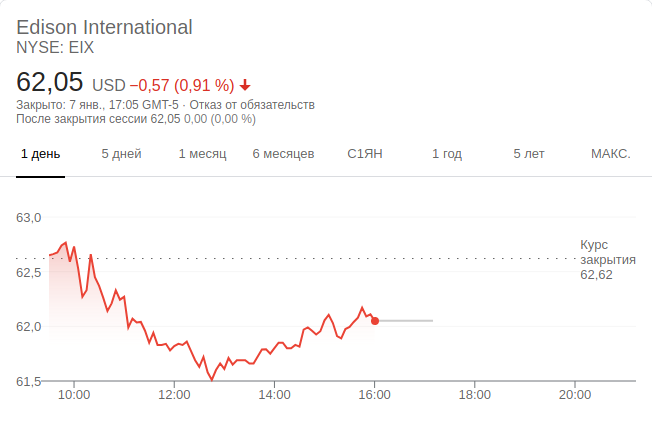 Edison International
NYSE: EIX
62,05 USD −0,57 (0,91 %)
Закрыто: 7 янв., 17:05 GMT-5 · Отказ от обязательств
После закрытия сессии 62,05 0,00 (0,00 %)
1 день 5 дней 1 месяц 6 месяцев С1ЯН 1 год 5 лет МАКС.
63,0
Курс
закрытия
62,62
62,5
62,0
61,5
10:00 12:00 14:00 16:00 18:00 20:00